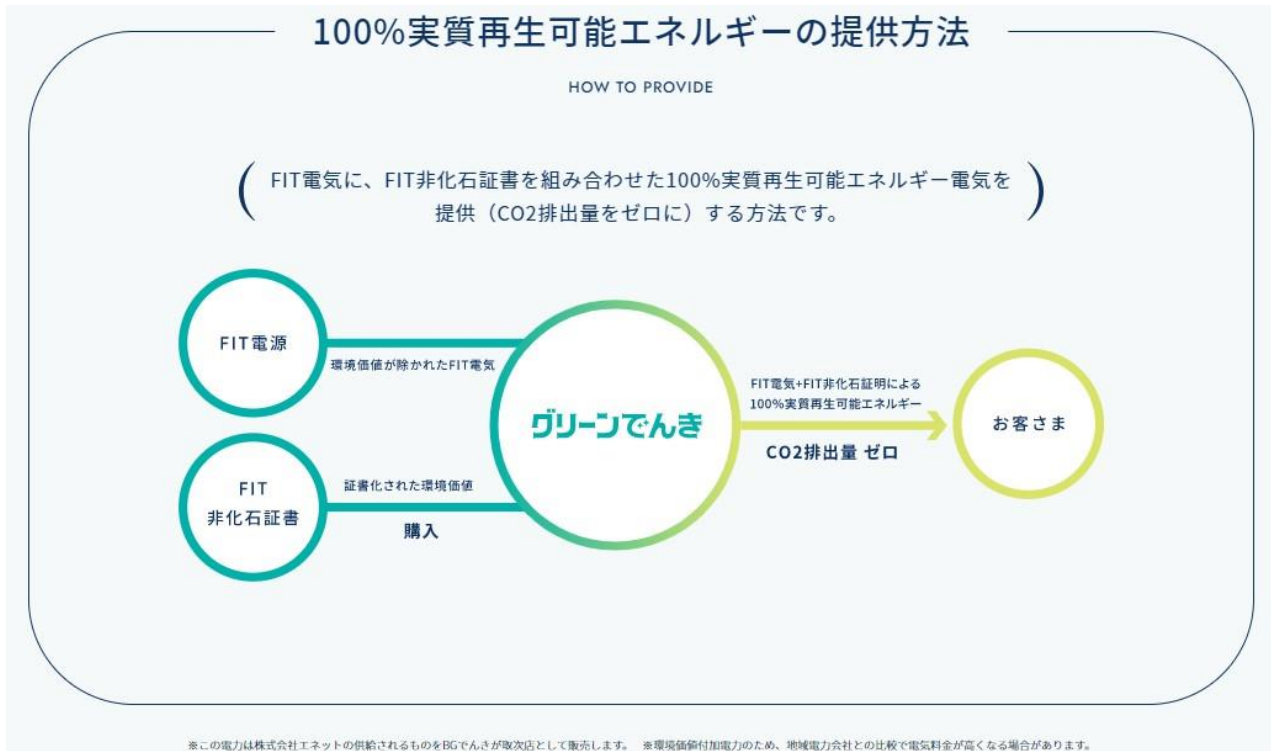 100%実質再生可能エネルギーの提供方法
HOW TO PROVIDE
FIT電気に、FIT非化石証書を組み合わせた100%実質再生可能エネルギー電気を
提供（CO2排出量をゼロに）する方法です。
FIT電源
環境価値が除かれたFIT電気
FIT
非化石証書
証書化された環境価値
購入
グリーンでんき
FIT電気+FIT非化石証明による
100%実質再生可能エネルギー
CO2排出量 ゼロ
お客さま
※この電力は株式会社エネットの供給されるものをBGでんきが取次店として販売します。 ※環境価値付加電力のため、地域電力会社との比較で電気料金が高くなる場合があります。